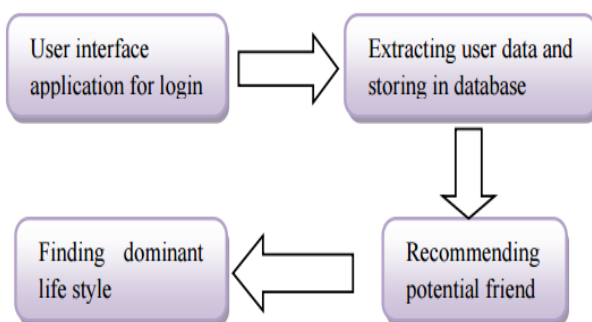 User interface
application for login
Extracting user data and
storing in database
Recommending
potential friend
Finding dominant
life style